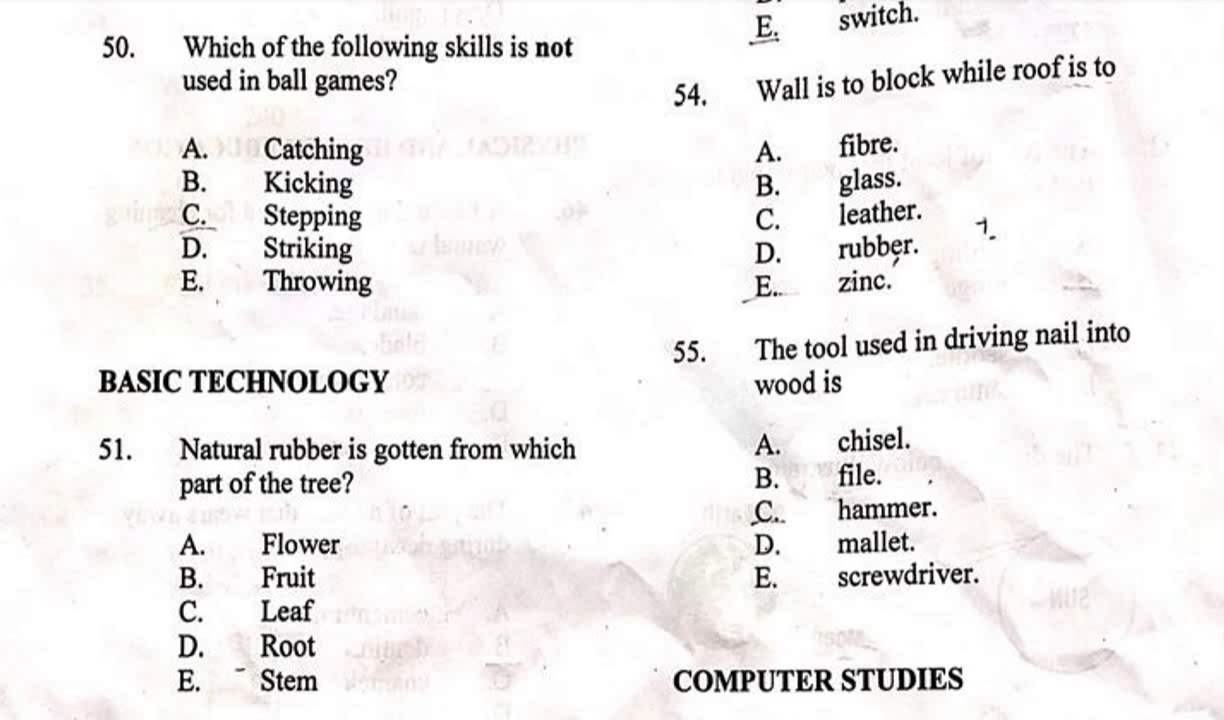 50. Which of the following skills is not
used in ball games?
A. Catching
B. Kicking
C. Stepping
D. Striking
E. Throwing
BASIC TECHNOLOGY
51. Natural rubber is gotten from which
part of the tree?
A. Flower
B. Fruit
C. Leaf
D. Root
E. Stem
E. switch.
54. Wall is to block while roof is to
A. fibre.
B. glass.
C. leather.
D. rubber.
E. zinc.
55. The tool used in driving nail into
wood is
A. chisel.
B. file.
C. hammer.
D. mallet.
E. screwdriver.
COMPUTER STUDIES